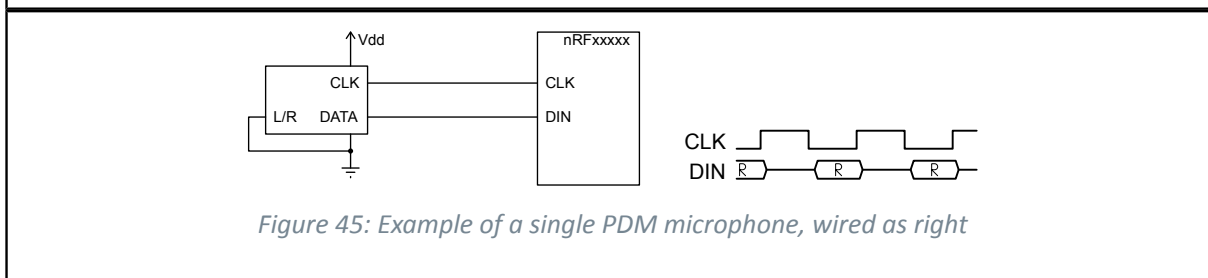 Vdd
nRFxxxxx
CLK
CLK
L/R DATA
DIN
CLK
DIN R R R
Figure 45: Example of a single PDM microphone, wired as right